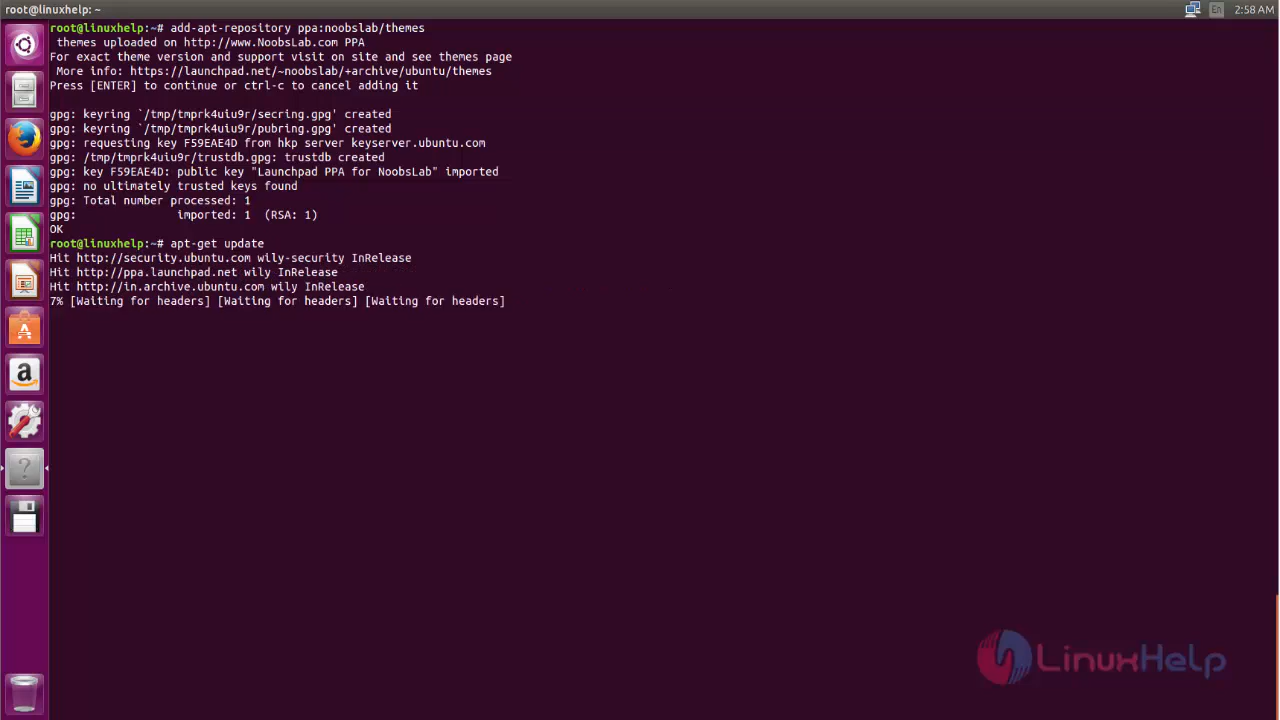 root@linuxhelp: ~
En
2:58 AM
root@linuxhelp:~# add-apt-repository ppa:noobslab/themes
 themes uploaded on http://www.NoobsLab.com PPA
For exact theme version and support visit on site and see themes page
 More info: https://launchpad.net/~noobslab/+archive/ubuntu/themes
Press [ENTER] to continue or ctrl-c to cancel adding it
gpg: keyring `/tmp/tmprk4uiu9r/secring.gpg' created
gpg: keyring `/tmp/tmprk4uiu9r/pubring.gpg' created
gpg: requesting key F59EAE4D from hkp server keyserver.ubuntu.com
gpg: /tmp/tmprk4uiu9r/trustdb.gpg: trustdb created
gpg: key F59EAE4D: public key "Launchpad PPA for NoobsLab" imported
gpg: no ultimately trusted keys found
gpg: Total number processed: 1
gpg:               imported: 1  (RSA: 1)
OK
root@linuxhelp:~# apt-get update
Hit http://security.ubuntu.com wily-security InRelease
Hit http://ppa.launchpad.net wily InRelease
Hit http://in.archive.ubuntu.com wily InRelease
7% [Waiting for headers] [Waiting for headers] [Waiting for headers]
LinuxHelp